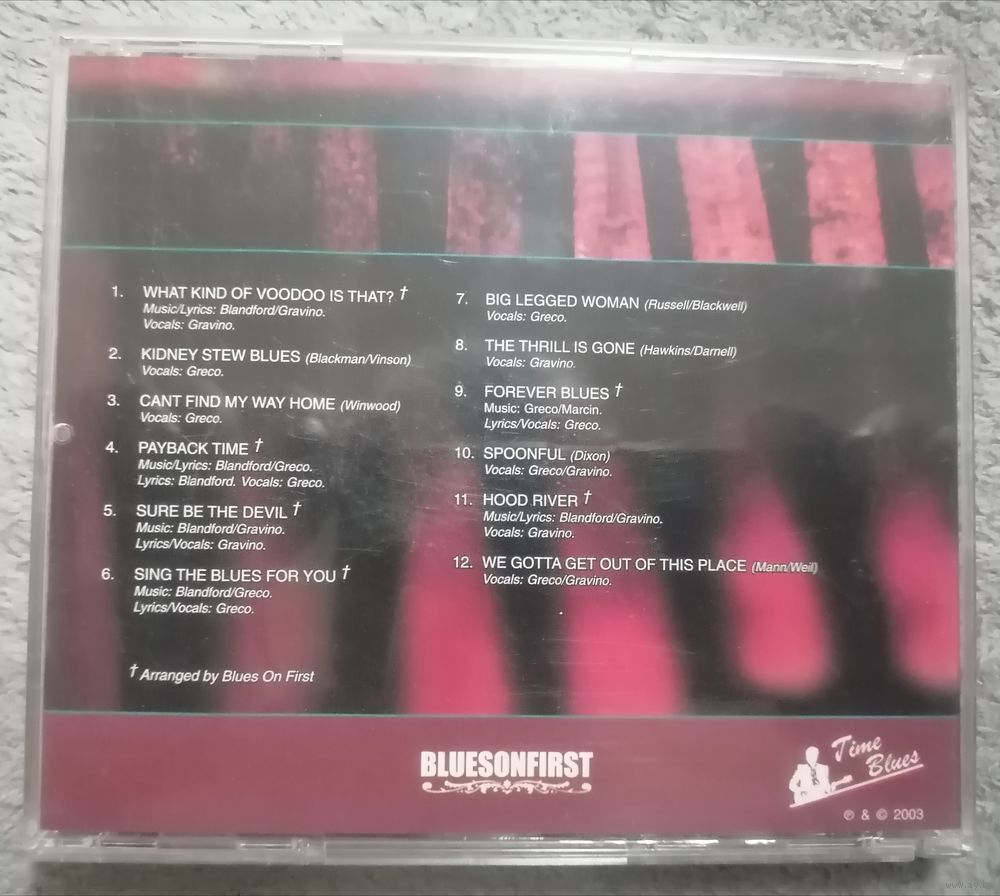 1. WHAT KIND OF VOODOO IS THAT? †
Music/Lyrics: Blandford/Gravino.
Vocals: Gravino.
2. KIDNEY STEW BLUES (Blackman/Vinson)
Vocals: Greco.
3. CANT FIND MY WAY HOME (Winwood)
Vocals: Greco.
4. PAYBACK TIME †
Music/Lyrics: Blandford/Greco.
Lyrics: Blandford. Vocals: Greco.
5. SURE BE THE DEVIL †
Music: Blandford/Gravino.
Lyrics/Vocals: Gravino.
6. SING THE BLUES FOR YOU †
Music: Blandford/Greco.
Lyrics/Vocals: Greco.
† Arranged by Blues On First
7. BIG LEGGED WOMAN (Russell/Blackwell)
Vocals: Greco.
8. THE THRILL IS GONE (Hawkins/Darnell)
Vocals: Gravino.
9. FOREVER BLUES †
Music: Greco/Marcin.
Lyrics/Vocals: Greco.
10. SPOONFUL (Dixon)
Vocals: Greco/Gravino.
11. HOOD RIVER †
Music/Lyrics: Blandford/Gravino.
Vocals: Gravino.
12. WE GOTTA GET OUT OF THIS PLACE (Mann/Weil)
Vocals: Greco/Gravino.
BLUESONFIRST
Time
Blues
℗ & © 2003